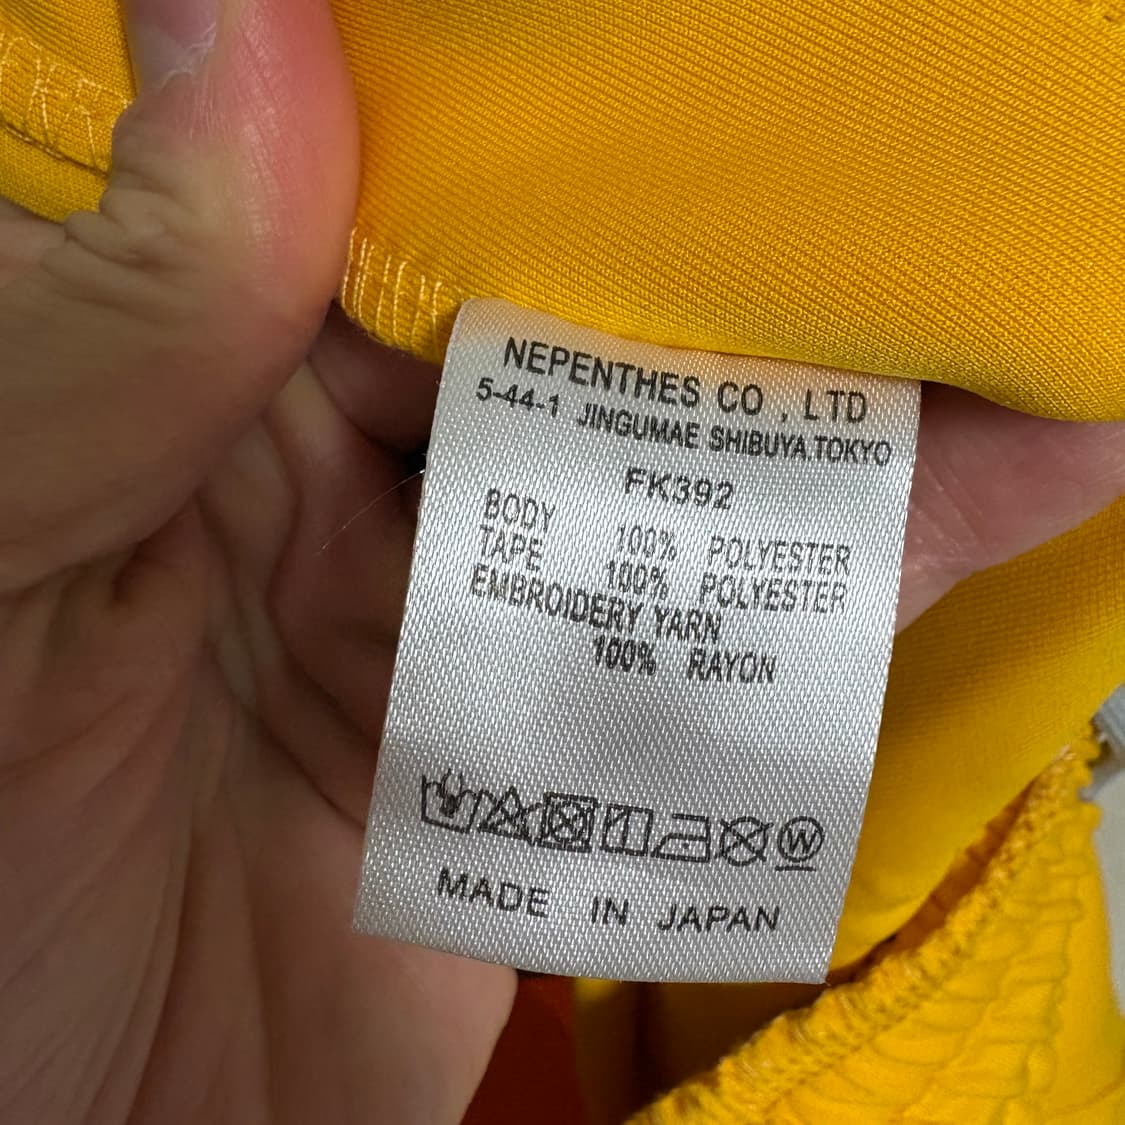 NEPENTHES CO , LTD
5-44-1 JINGUMAE SHIBUYA.TOKYO
FK392
BODY 100% POLYESTER
TAPE 100% POLYESTER
EMBROIDERY YARN
100% RAYON
W
MADE IN JAPAN